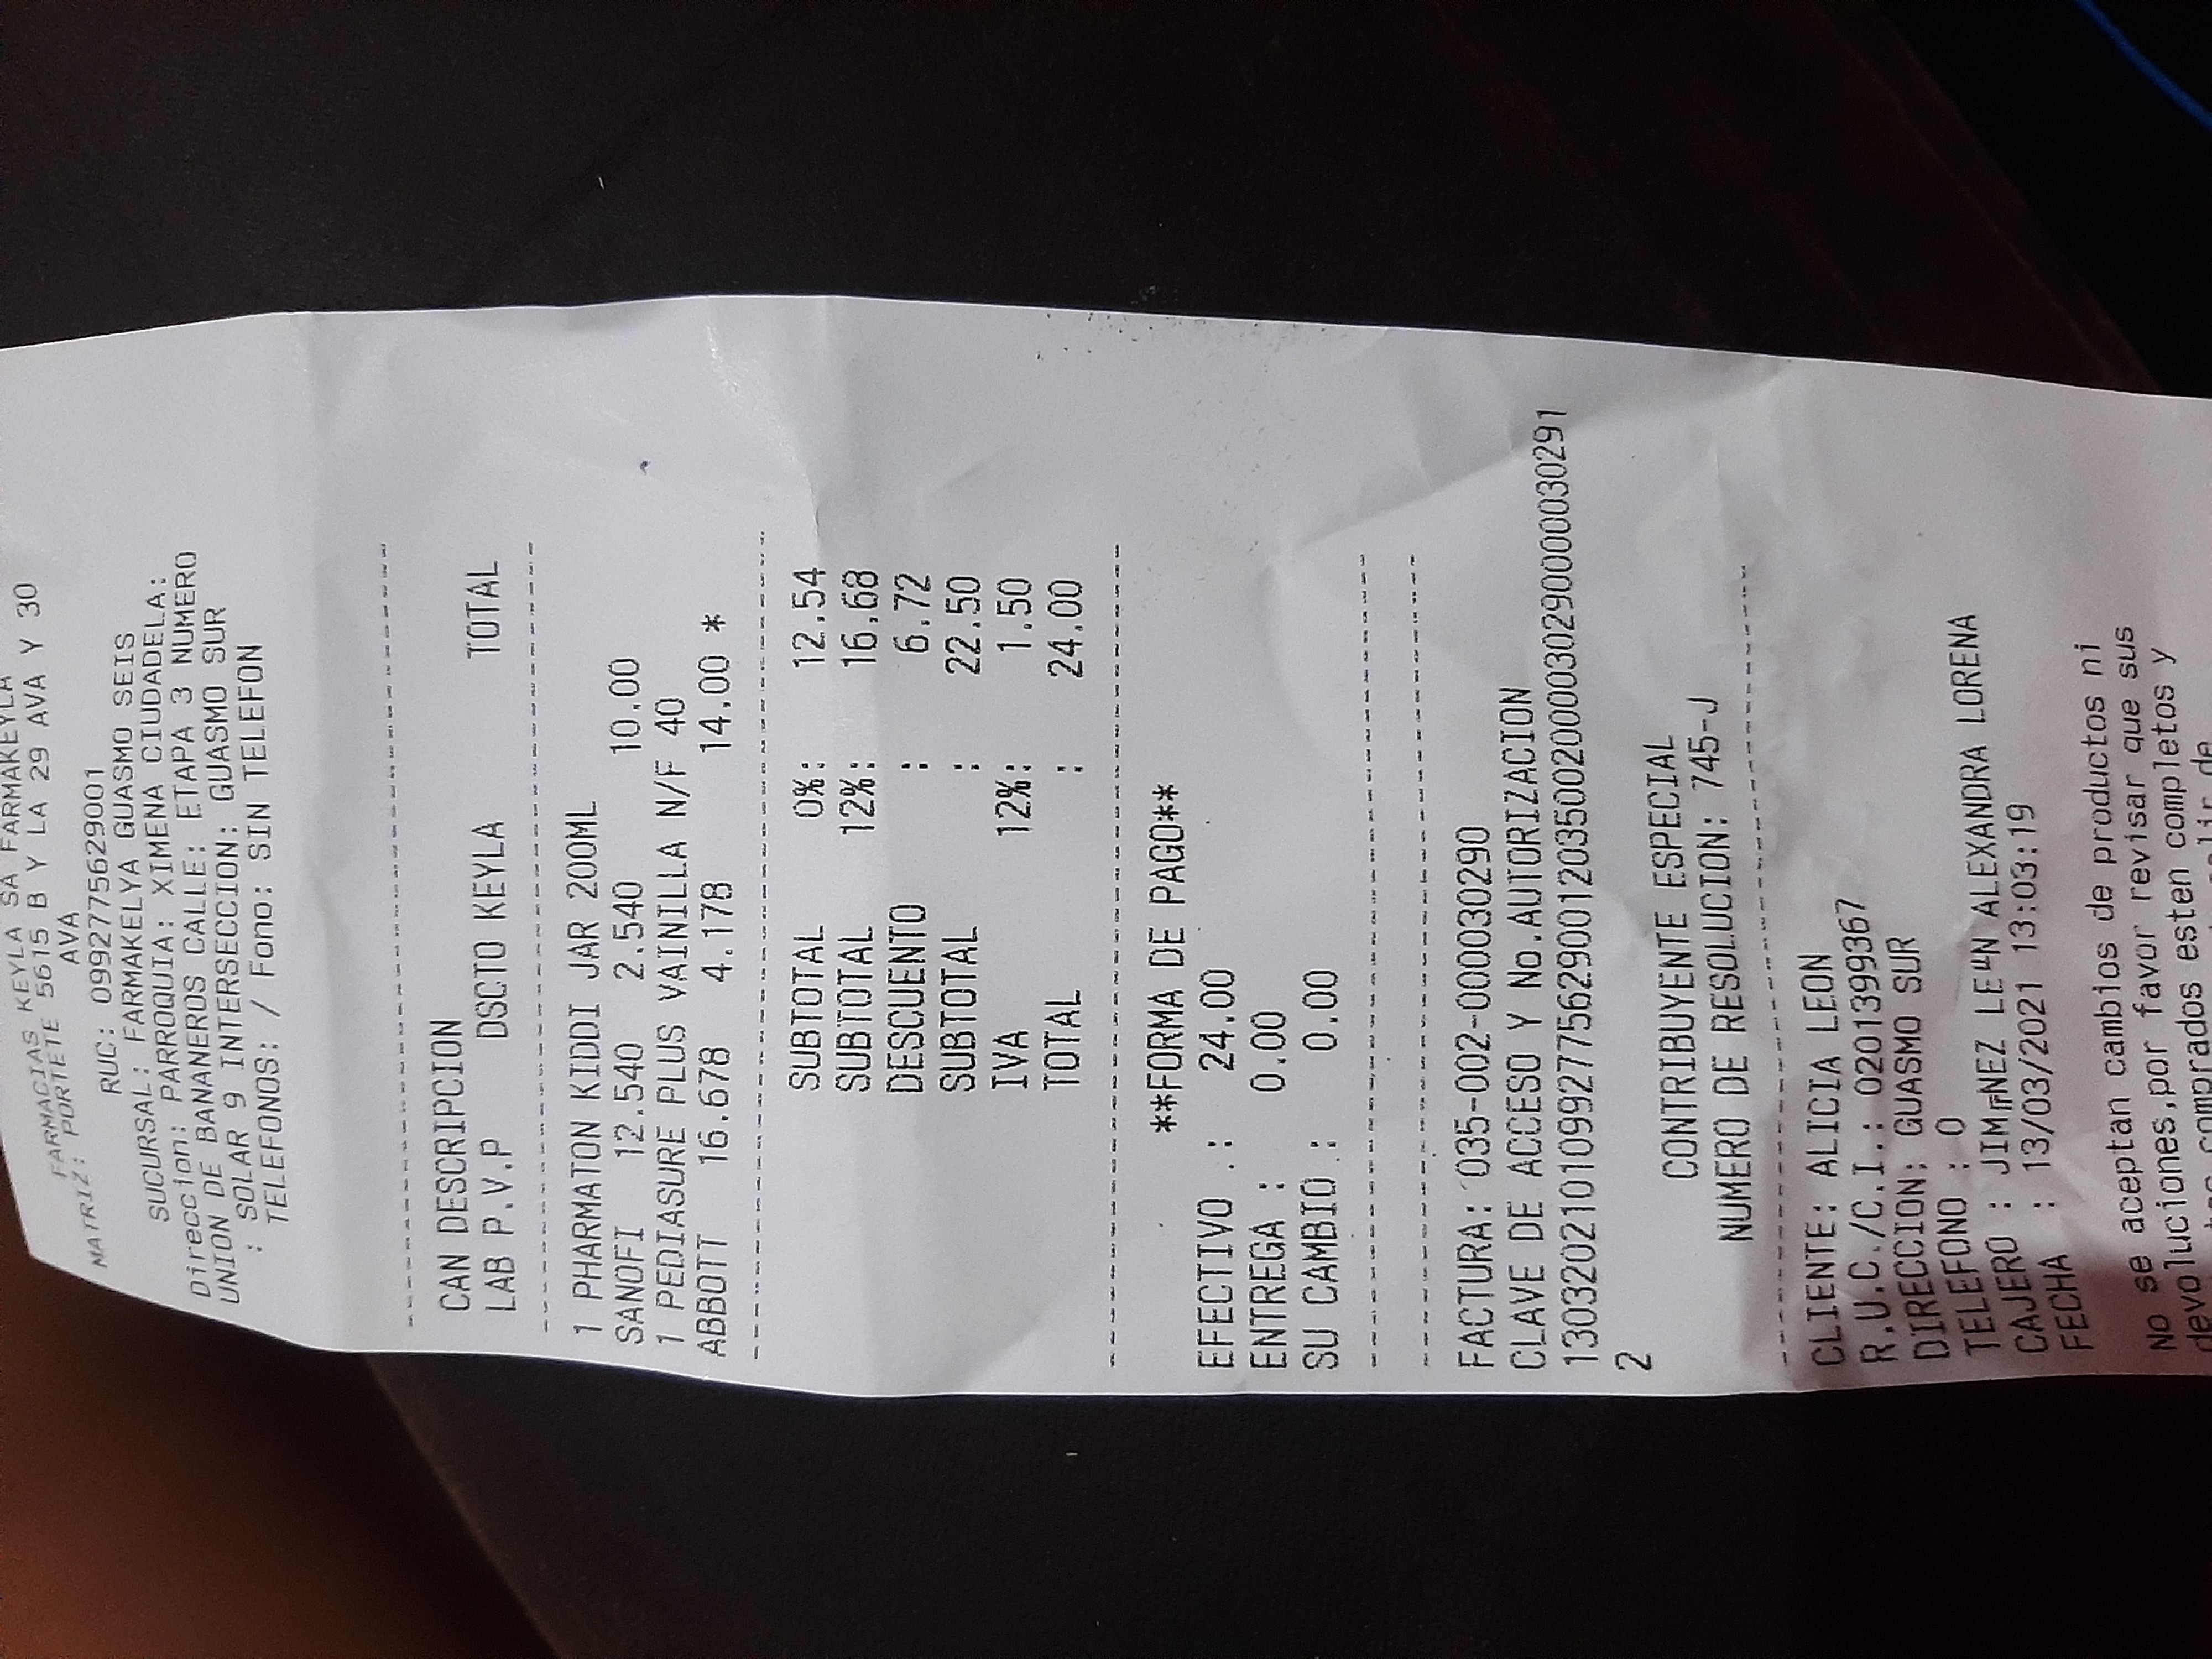 FARMACIAS KEYLA SA FARMAKEYLA
MATRIZ: PORTETE 5615 B Y LA 29 AVA Y 30
AVA
RUC: 0992775629001
SUCURSAL: FARMAKELYA GUASMO SEIS
Direccion: PARROQUIA: XIMENA CIUDADELA:
UNION DE BANANEROS CALLE: ETAPA 3 NUMERO
: SOLAR 9 INTERSECCION: GUASMO SUR
TELEFONOS: / Fono: SIN TELEFON
CAN DESCRIPCION
LAB P.V.P DSCTO KEYLA TOTAL
1 PHARMATON KIDDI JAR 200ML
SANOFI 12.540 2.540 10.00
1 PEDIASURE PLUS VAINILLA N/F 40
ABBOTT 16.678 4.178 14.00 *
SUBTOTAL 0%: 12.54
SUBTOTAL 12%: 16.68
DESCUENTO : 6.72
SUBTOTAL : 22.50
IVA 12%: 1.50
TOTAL : 24.00
**FORMA DE PAGO**
EFECTIVO .: 24.00
ENTREGA : 0.00
SU CAMBIO : 0.00
FACTURA: 035-002-000030290
CLAVE DE ACCESO Y No.AUTORIZACION
130320210109927756290012035002000030290000030291
2
CONTRIBUYENTE ESPECIAL
NUMERO DE RESOLUCION: 745-J
CLIENTE: ALICIA LEON
R.U.C./C.I.: 0201399367
DIRECCION: GUASMO SUR
TELEFONO : 0
CAJERO : JIM╔NEZ LE╙N ALEXANDRA LORENA
FECHA : 13/03/2021 13:03:19
No se aceptan cambios de productos ni
devoluciones,por favor revisar que sus
comprados esten completos y
de